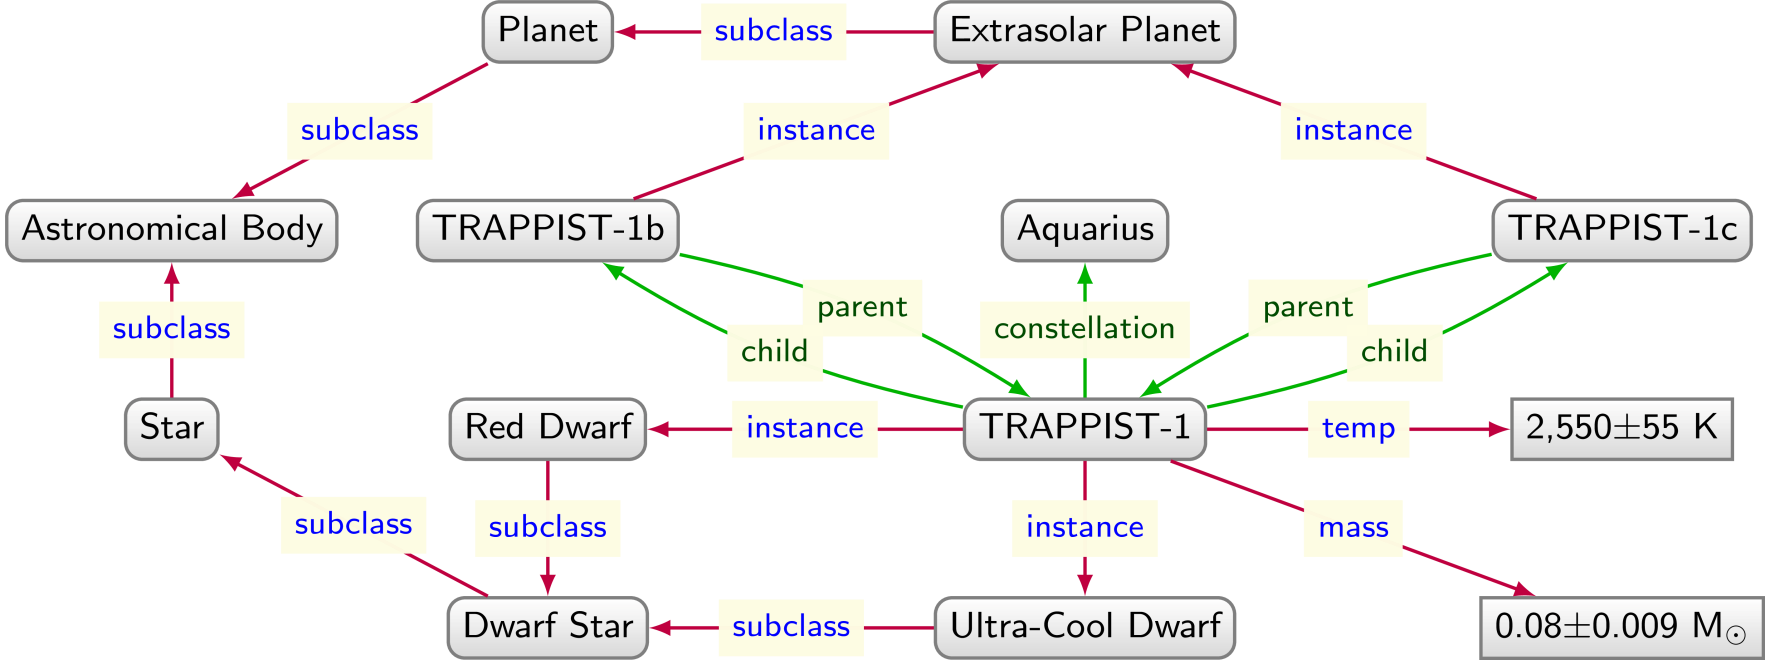 Planet
subclass
Extrasolar Planet
subclass
instance
instance
Astronomical Body
TRAPPIST-1b
Aquarius
TRAPPIST-1c
parent
parent
subclass
constellation
child
child
Star
Red Dwarf
instance
TRAPPIST-1
temp
2,550±55 K
subclass
subclass
instance
mass
Dwarf Star
subclass
Ultra-Cool Dwarf
0.08±0.009 M☉